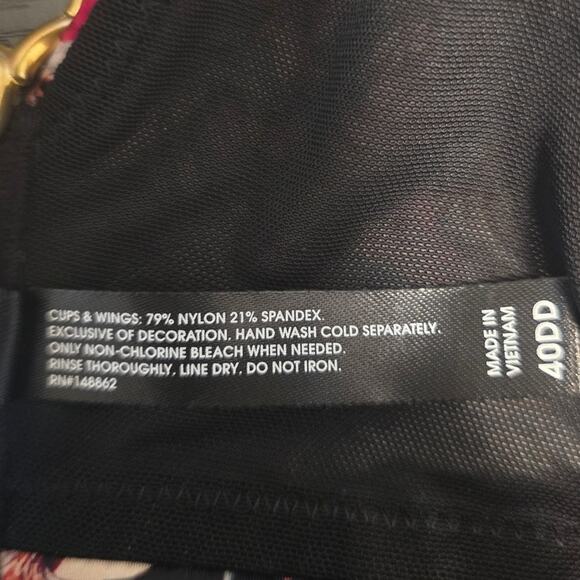 CUPS & WINGS: 79% NYLON 21% SPANDEX.
EXCLUSIVE OF DECORATION, HAND WASH COLD SEPARATELY.
ONLY NON-CHLORINE BLEACH WHEN NEEDED.
RINSE THOROUGHLY, LINE DRY, DO NOT IRON.
RN#148862
MADE IN
VIETNAM
40DD